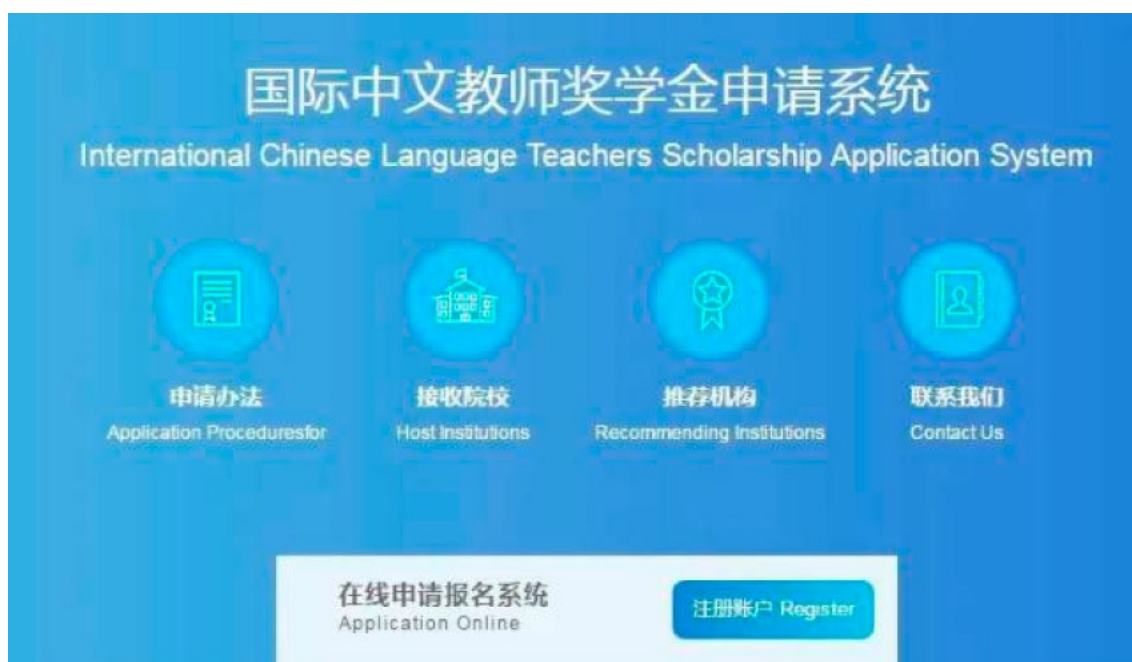 国际中文教师奖学金申请系统
International Chinese Language Teachers Scholarship Application System
申请办法
Application Proceduresfor
接收院校
Host Institutions
推荐机构
Recommending Institutions
联系我们
Contact Us
在线申请报名系统
Application Online
注册账户 Register